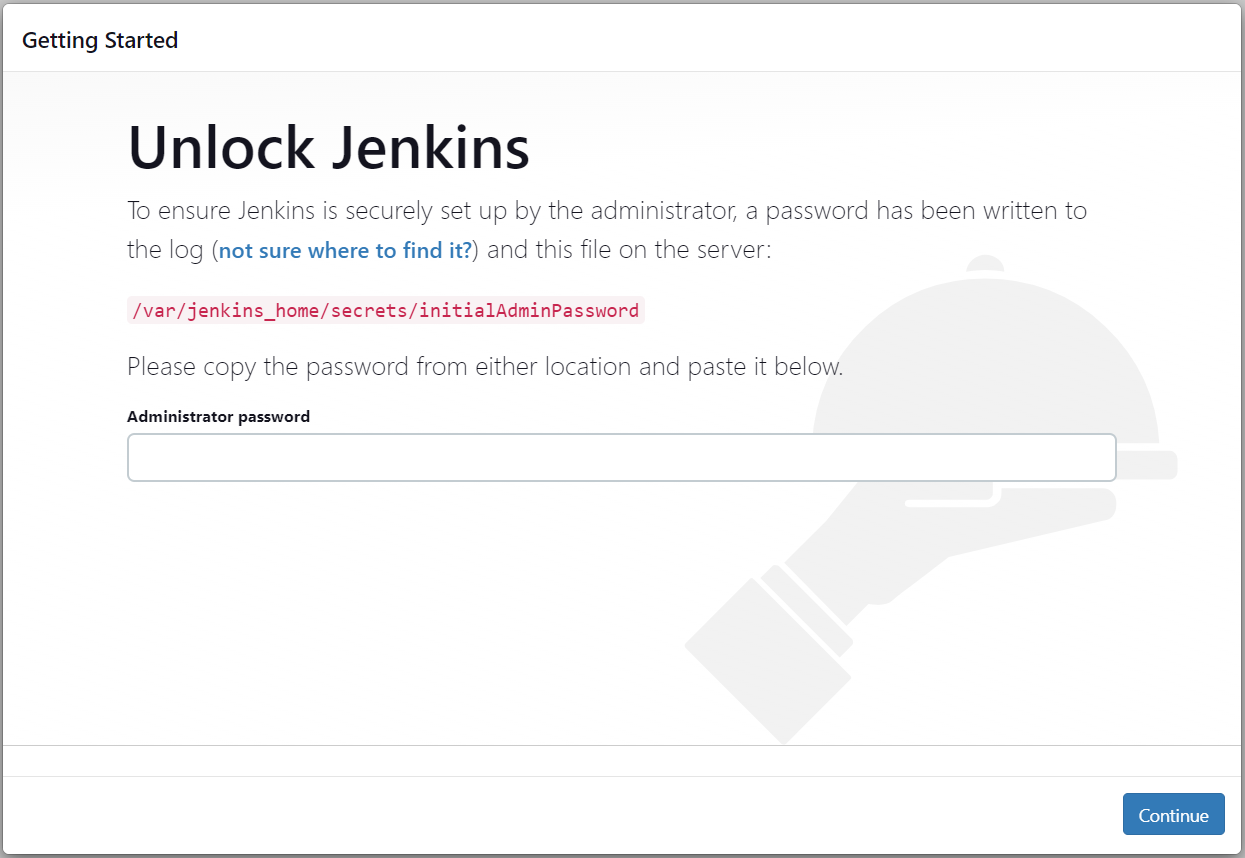 Getting Started
Unlock Jenkins
To ensure Jenkins is securely set up by the administrator, a password has been written to
the log (not sure where to find it?) and this file on the server:
/var/jenkins_home/secrets/initialAdminPassword
Please copy the password from either location and paste it below.
Administrator password
Continue